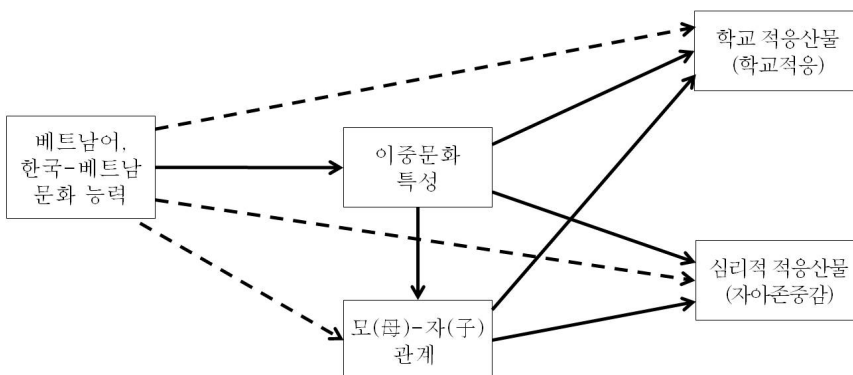 학교 적응산물
(학교적응)
베트남어,
한국-베트남
문화 능력
이중문화
특성
심리적 적응산물
(자아존중감)
모(母)-자(子)
관계